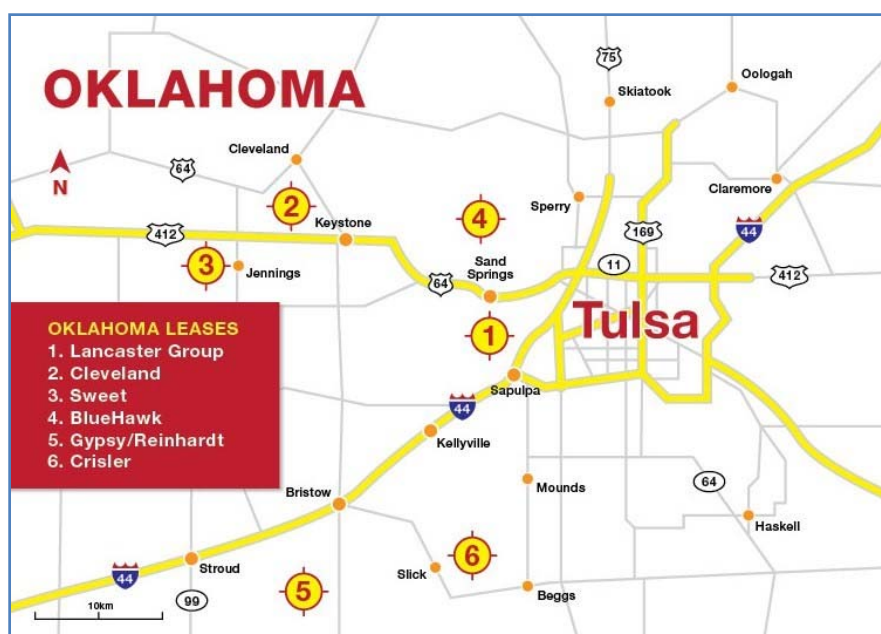 OKLAHOMA
75
Oologah
Skiatook
Cleveland
64
N
Claremore
2
4
Sperry
Keystone
412
169
44
3
Jennings
Sand
Springs
11
64
412
1
Tulsa
OKLAHOMA LEASES
1. Lancaster Group
2. Cleveland
3. Sweet
4. BlueHawk
5. Gypsy/Reinhardt
6. Crisler
Sapulpa
44
Kellyville
Mounds
64
Bristow
Haskell
6
Stroud
Slick
44
5
Beggs
99
10km